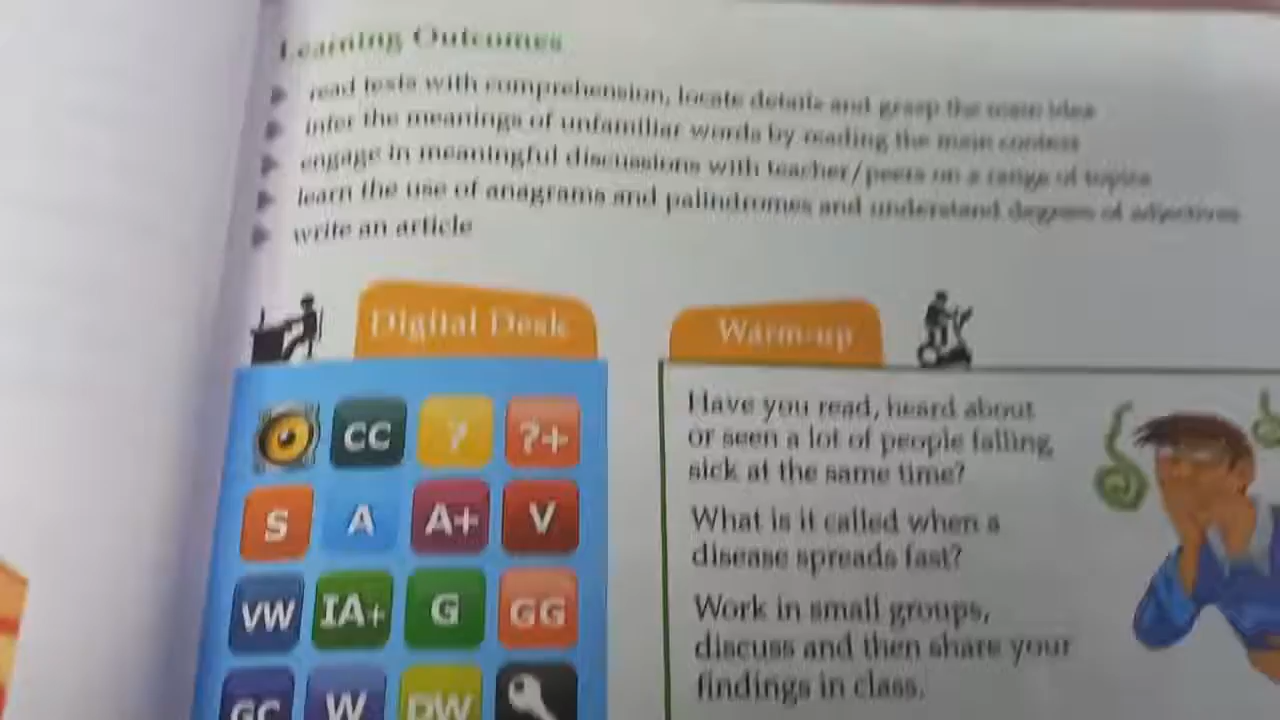 Learning Outcomes
read texts with comprehension, locate details and grasp the main idea
infer the meanings of unfamiliar words by reading the main context
engage in meaningful discussions with teacher/peers on a range of topics
learn the use of anagrams and palindromes and understand degrees of adjectives
write an article
Digital Desk
CC ? ?+
S A A+ V
VW IA+ G GG
GC W DW
Warm-up
Have you read, heard about
or seen a lot of people falling
sick at the same time?
What is it called when a
disease spreads fast?
Work in small groups,
discuss and then share your
findings in class.